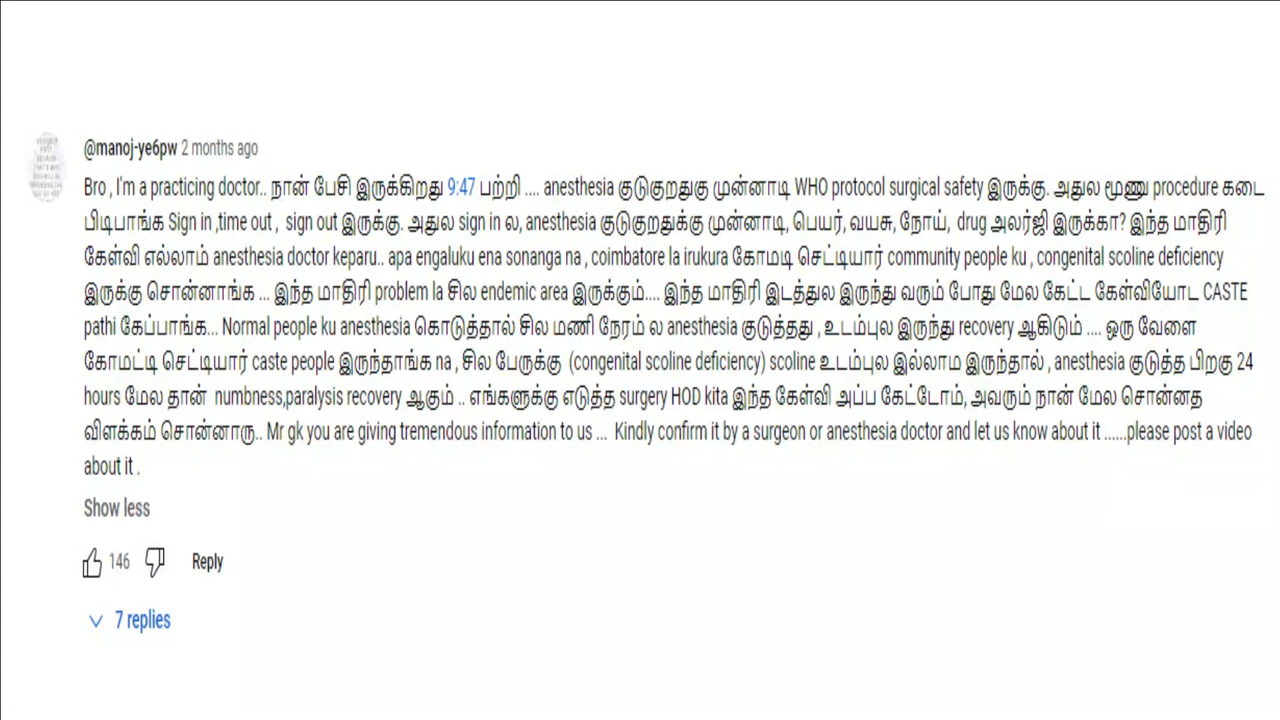 @manoj-ye6pw 2 months ago
Bro , I'm a practicing doctor.. நான் பேசி இருக்கிறது 9:47 பற்றி .... anesthesia குடுகுறதுகு முன்னாடி WHO protocol surgical safety இருக்கு. அதுல மூணு procedure கடை
பிடிபாங்க Sign in ,time out , sign out இருக்கு. அதுல sign in ல, anesthesia குடுகுறதுக்கு முன்னாடி, பெயர், வயசு, நோய், drug அலர்ஜி இருக்கா? இந்த மாதிரி
கேள்வி எல்லாம் anesthesia doctor keparu.. apa engaluku ena sonanga na , coimbatore la irukura கோமடி செட்டியார் community people ku , congenital scoline deficiency
இருக்கு சொன்னாங்க ... இந்த மாதிரி problem la சில endemic area இருக்கும்.... இந்த மாதிரி இடத்துல இருந்து வரும் போது மேல கேட்ட கேள்வியோட CASTE
pathi கேப்பாங்க... Normal people ku anesthesia கொடுத்தால் சில மணி நேரம் ல anesthesia குடுத்தது , உடம்புல இருந்து recovery ஆகிடும் .... ஒரு வேளை
கோமட்டி செட்டியார் caste people இருந்தாங்க na , சில பேருக்கு (congenital scoline deficiency) scoline உடம்புல இல்லாம இருந்தால் , anesthesia குடுத்த பிறகு 24
hours மேல தான் numbness,paralysis recovery ஆகும் .. எங்களுக்கு எடுத்த surgery HOD kita இந்த கேள்வி அப்ப கேட்டோம், அவரும் நான் மேல சொன்னத
விளக்கம் சொன்னாரு.. Mr gk you are giving tremendous information to us ... Kindly confirm it by a surgeon or anesthesia doctor and let us know about it ......please post a video
about it .
Show less
146 Reply
7 replies